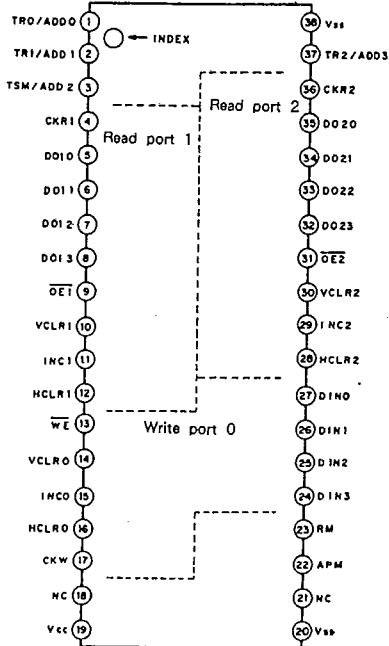 TR0/ADD0 1
INDEX
TR1/ADD1 2
TSM/ADD2 3
CKR1 4
Read port 1
DO10 5
DO11 6
DO12 7
DO13 8
OE1 9
VCLR1 10
INC1 11
HCLR1 12
WE 13
Write port 0
VCLR0 14
INC0 15
HCLR0 16
CKW 17
NC 18
Vcc 19
38 Vss
37 TR2/ADD3
36 CKR2
Read port 2
35 DO20
34 DO21
33 DO22
32 DO23
31 OE2
30 VCLR2
29 INC2
28 HCLR2
27 DIN0
26 DIN1
25 DIN2
24 DIN3
23 RM
22 APM
21 NC
20 Vss